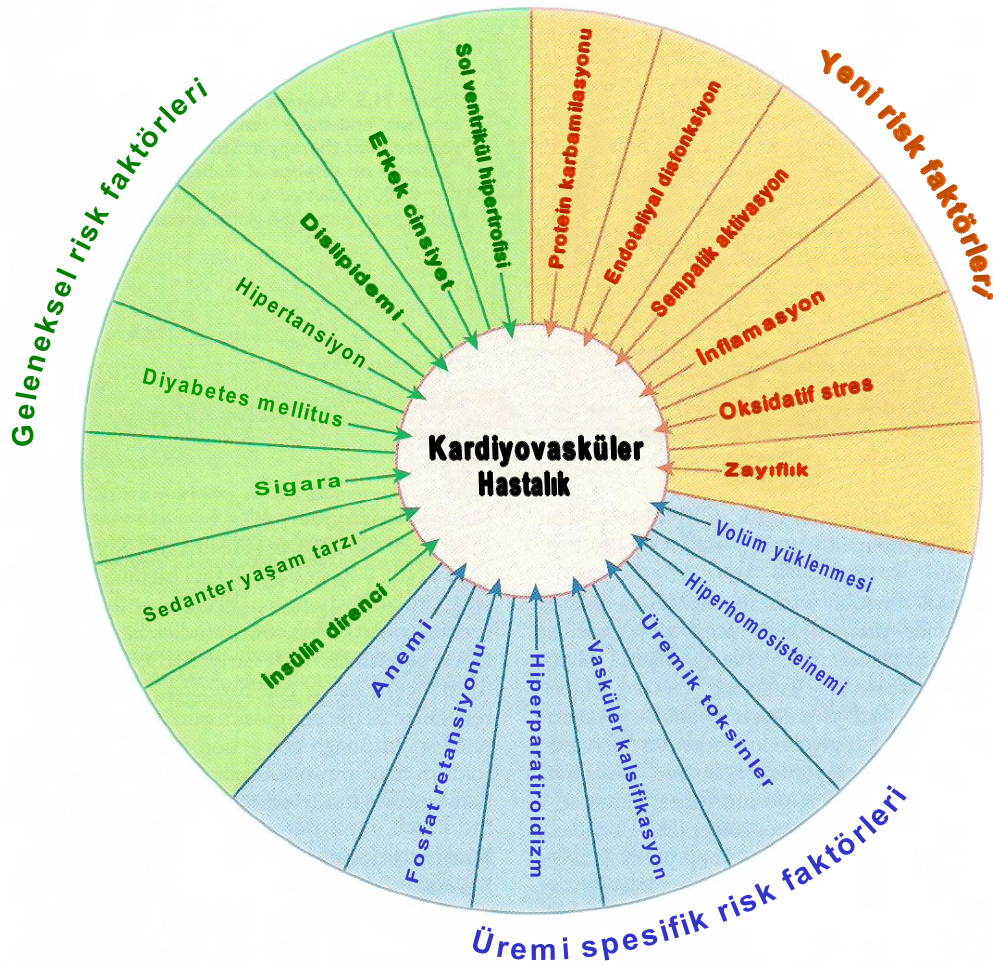 Geleneksel risk faktörleri
Sol ventrikül hipertrofisi
Erkek cinsiyet
Dislipidemi
Hipertansiyon
Diyabetes mellitus
Sigara
Sedanter yaşam tarzı
İnsülin direnci
Yeni risk faktörleri
Protein karbamilasyonu
Endoteliyal disfonksiyon
Sempatik aktivasyon
İnflamasyon
Oksidatif stres
Zayıflık
Kardiyovasküler
Hastalık
Volüm yüklenmesi
Hiperhomosisteinemi
Üremik toksinler
Vasküler kalsifikasyon
Hiperparatiroidizm
Fosfat retansiyonu
Anemi
Üremi spesifik risk faktörleri